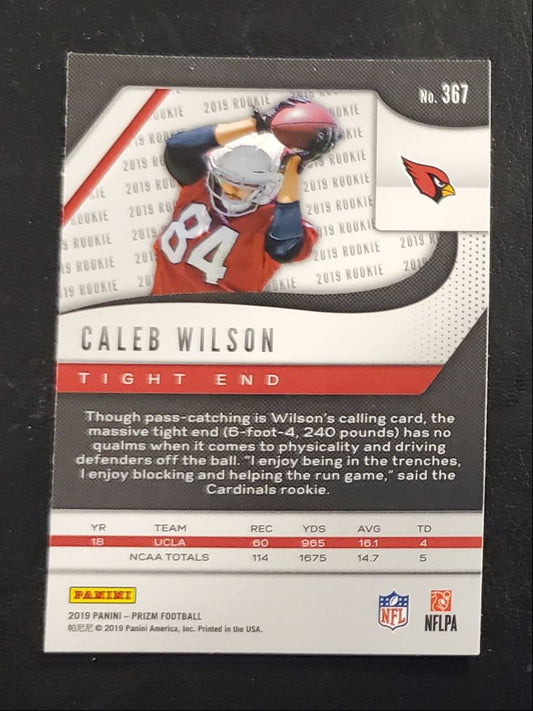 No. 367
2019 ROOKIE
84
CALEB WILSON
TIGHT END
Though pass-catching is Wilson's calling card, the
massive tight end (6-foot-4, 240 pounds) has no
qualms when it comes to physicality and driving
defenders off the ball. "I enjoy being in the trenches,
I enjoy blocking and helping the run game," said the
Cardinals rookie.
YR TEAM REC YDS AVG TD
18 UCLA 60 965 16.1 4
NCAA TOTALS 114 1675 14.7 5
PANINI
2019 PANINI – PRIZM FOOTBALL
帕尼尼 © 2019 Panini America, Inc. Printed in the USA.
NFL
NFLPA